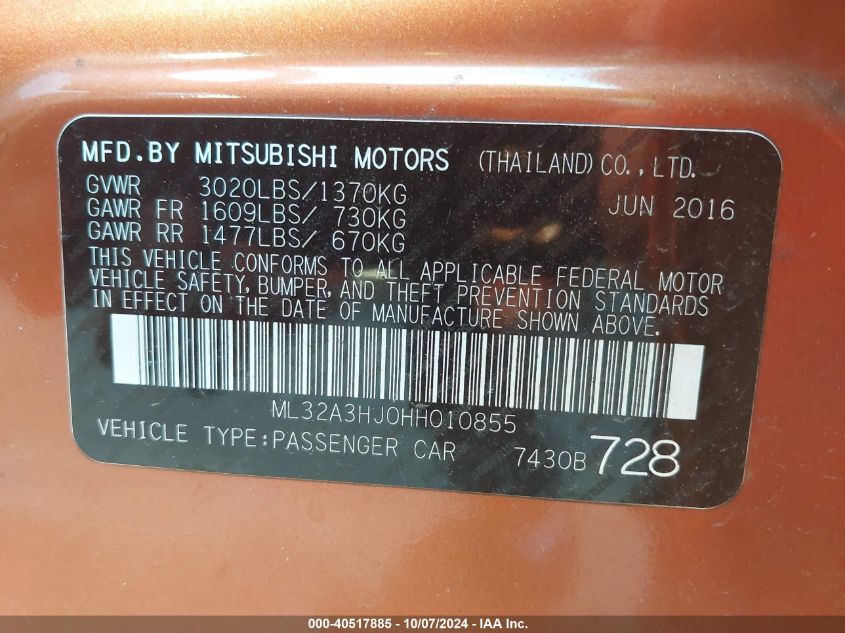 MFD.BY MITSUBISHI MOTORS (THAILAND) CO., LTD.
GVWR 3020LBS/1370KG JUN 2016
GAWR FR 1609LBS/ 730KG
GAWR RR 1477LBS/ 670KG
THIS VEHICLE CONFORMS TO ALL APPLICABLE FEDERAL MOTOR
VEHICLE SAFETY, BUMPER, AND THEFT PREVENTION STANDARDS
IN EFFECT ON THE DATE OF MANUFACTURE SHOWN ABOVE.
ML32A3HJ0HH010855
VEHICLE TYPE:PASSENGER CAR 7430B 728
000-40517885 - 10/07/2024 - IAA Inc.